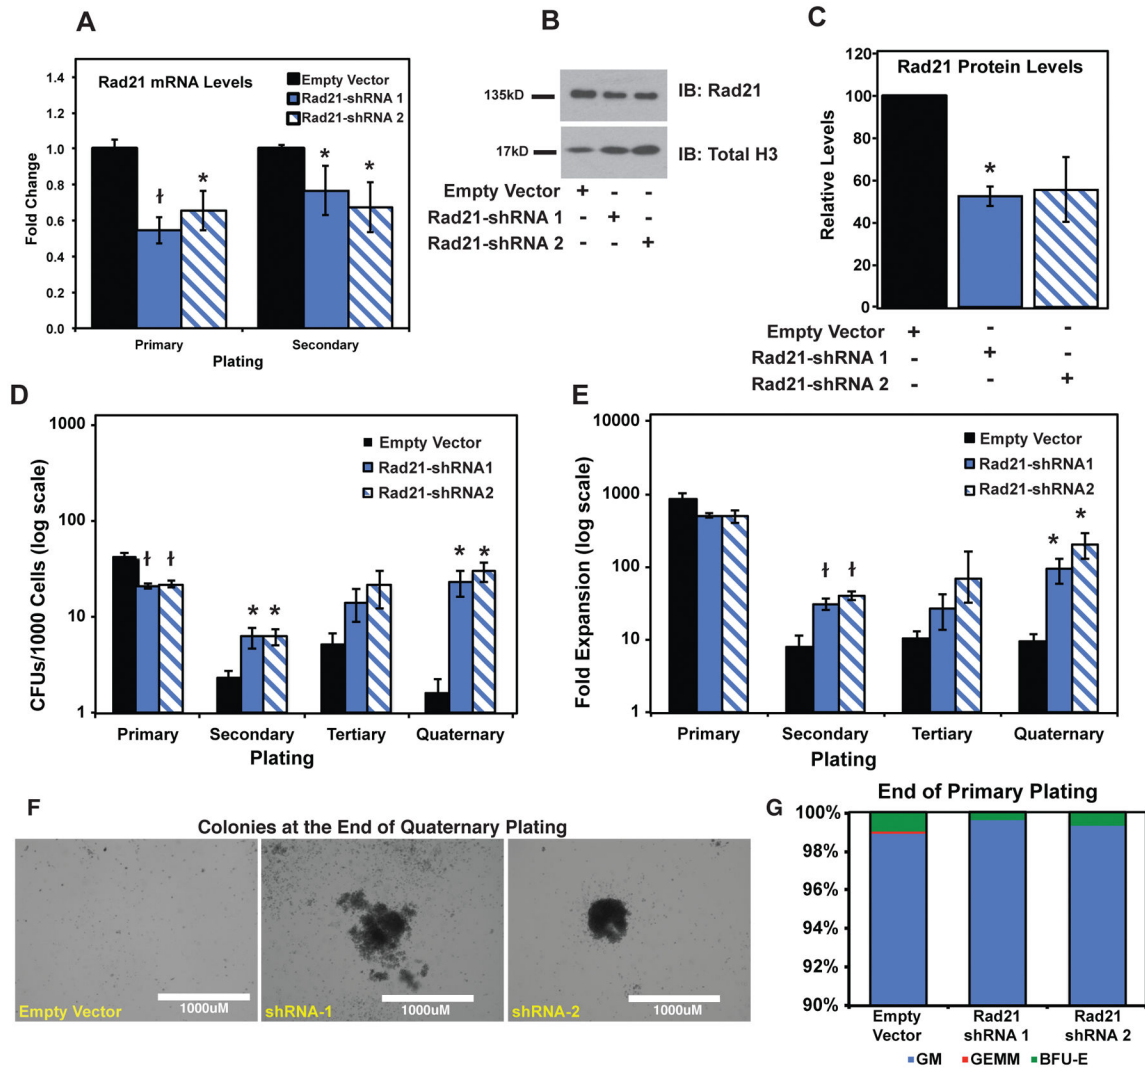 A
Rad21 mRNA Levels
Empty Vector
Rad21-shRNA 1
Rad21-shRNA 2
Fold Change
1.4
1.2
1.0
0.8
0.6
0.4
0.2
0.0
ƚ
*
*
*
Primary
Secondary
Plating
B
135kD
IB: Rad21
17kD
IB: Total H3
Empty Vector + - -
Rad21-shRNA 1 - + -
Rad21-shRNA 2 - - +
C
Rad21 Protein Levels
Relative Levels
120
100
80
60
40
20
0
*
Empty Vector + - -
Rad21-shRNA 1 - + -
Rad21-shRNA 2 - - +
D
CFUs/1000 Cells (log scale)
1000
100
10
1
Empty Vector
Rad21-shRNA1
Rad21-shRNA2
ƚ ƚ
* *
* *
Primary
Secondary
Tertiary
Quaternary
Plating
E
Fold Expansion (log scale)
10000
1000
100
10
1
Empty Vector
Rad21-shRNA1
Rad21-shRNA2
ƚ ƚ
* *
Primary
Secondary
Tertiary
Quaternary
Plating
F
Colonies at the End of Quaternary Plating
Empty Vector
1000uM
shRNA-1
1000uM
shRNA-2
1000uM
G
End of Primary Plating
100%
98%
96%
94%
92%
90%
Empty Vector
Rad21 shRNA 1
Rad21 shRNA 2
GM
GEMM
BFU-E